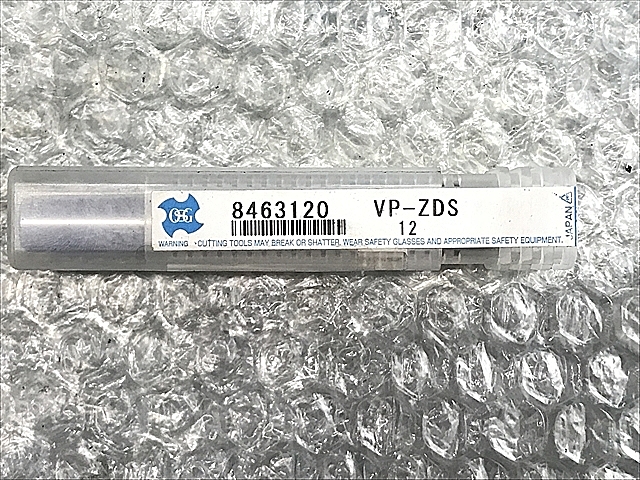 OSG
8463120 VP-ZDS
12
WARNING • CUTTING TOOLS MAY BREAK OR SHATTER, WEAR SAFETY GLASSES AND APPROPRIATE SAFETY EQUIPMENT.
JAPAN